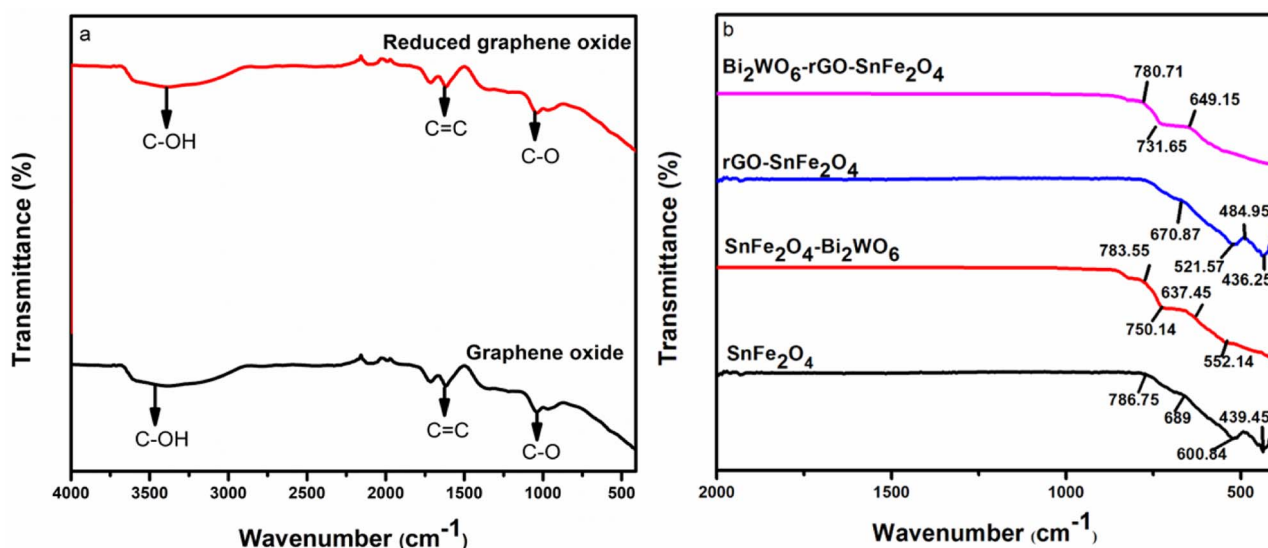 a
Reduced graphene oxide
C-OH
C=C
C-O
Graphene oxide
C-OH
C=C
C-O
Transmittance (%)
4000 3500 3000 2500 2000 1500 1000 500
Wavenumber (cm⁻¹)
b
Bi₂WO₆-rGO-SnFe₂O₄
780.71
649.15
731.65
rGO-SnFe₂O₄
484.95
670.87
521.57
436.25
SnFe₂O₄-Bi₂WO₆
783.55
637.45
750.14
552.14
SnFe₂O₄
786.75
689
439.45
600.84
Transmittance (%)
2000 1500 1000 500
Wavenumber (cm⁻¹)